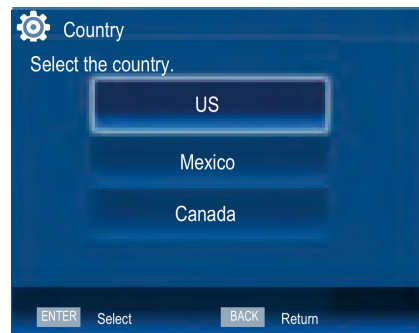 Country
Select the country.
US
Mexico
Canada
ENTER Select BACK Return